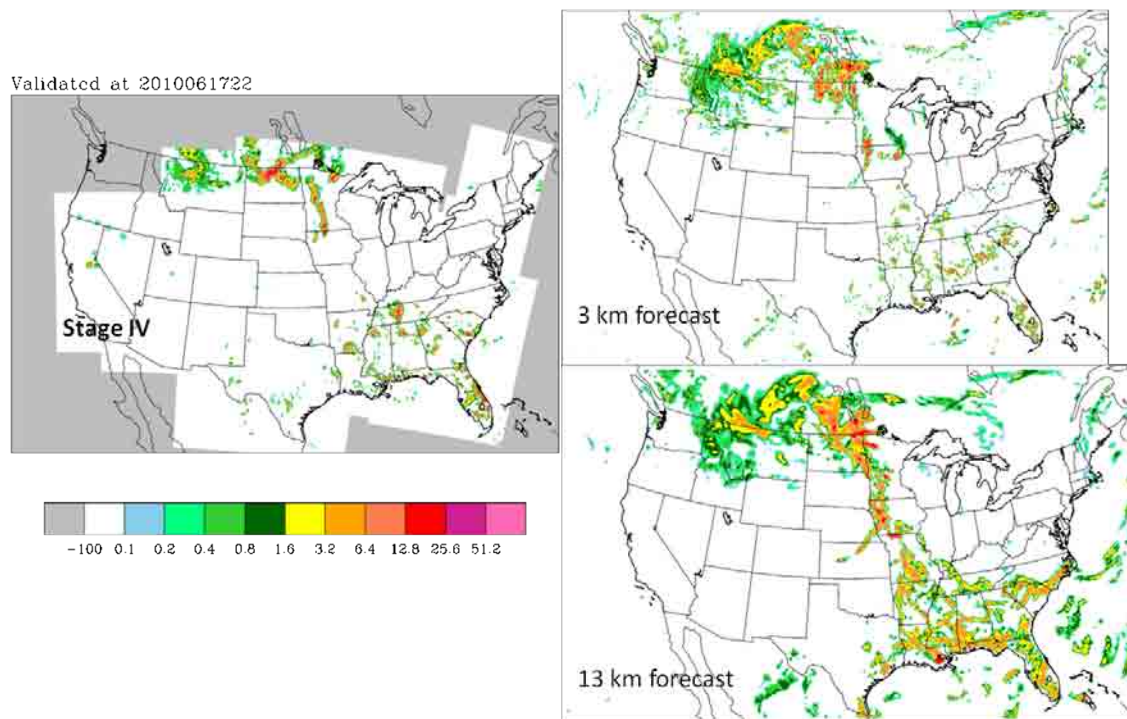 Validated at 2010061722
Stage IV
-100 0.1 0.2 0.4 0.8 1.6 3.2 6.4 12.8 25.6 51.2
3 km forecast
13 km forecast